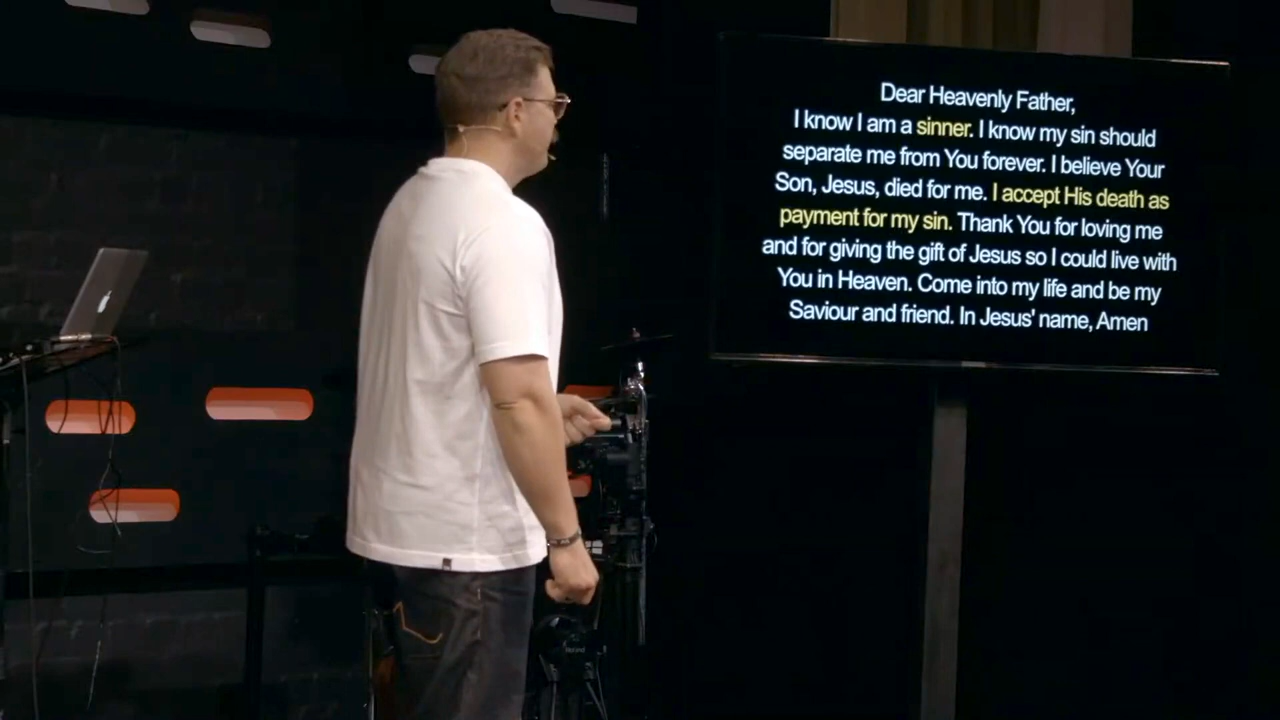 Dear Heavenly Father,
I know I am a sinner. I know my sin should
separate me from You forever. I believe Your
Son, Jesus, died for me. I accept His death as
payment for my sin. Thank You for loving me
and for giving the gift of Jesus so I could live with
You in Heaven. Come into my life and be my
Saviour and friend. In Jesus' name, Amen
Roland